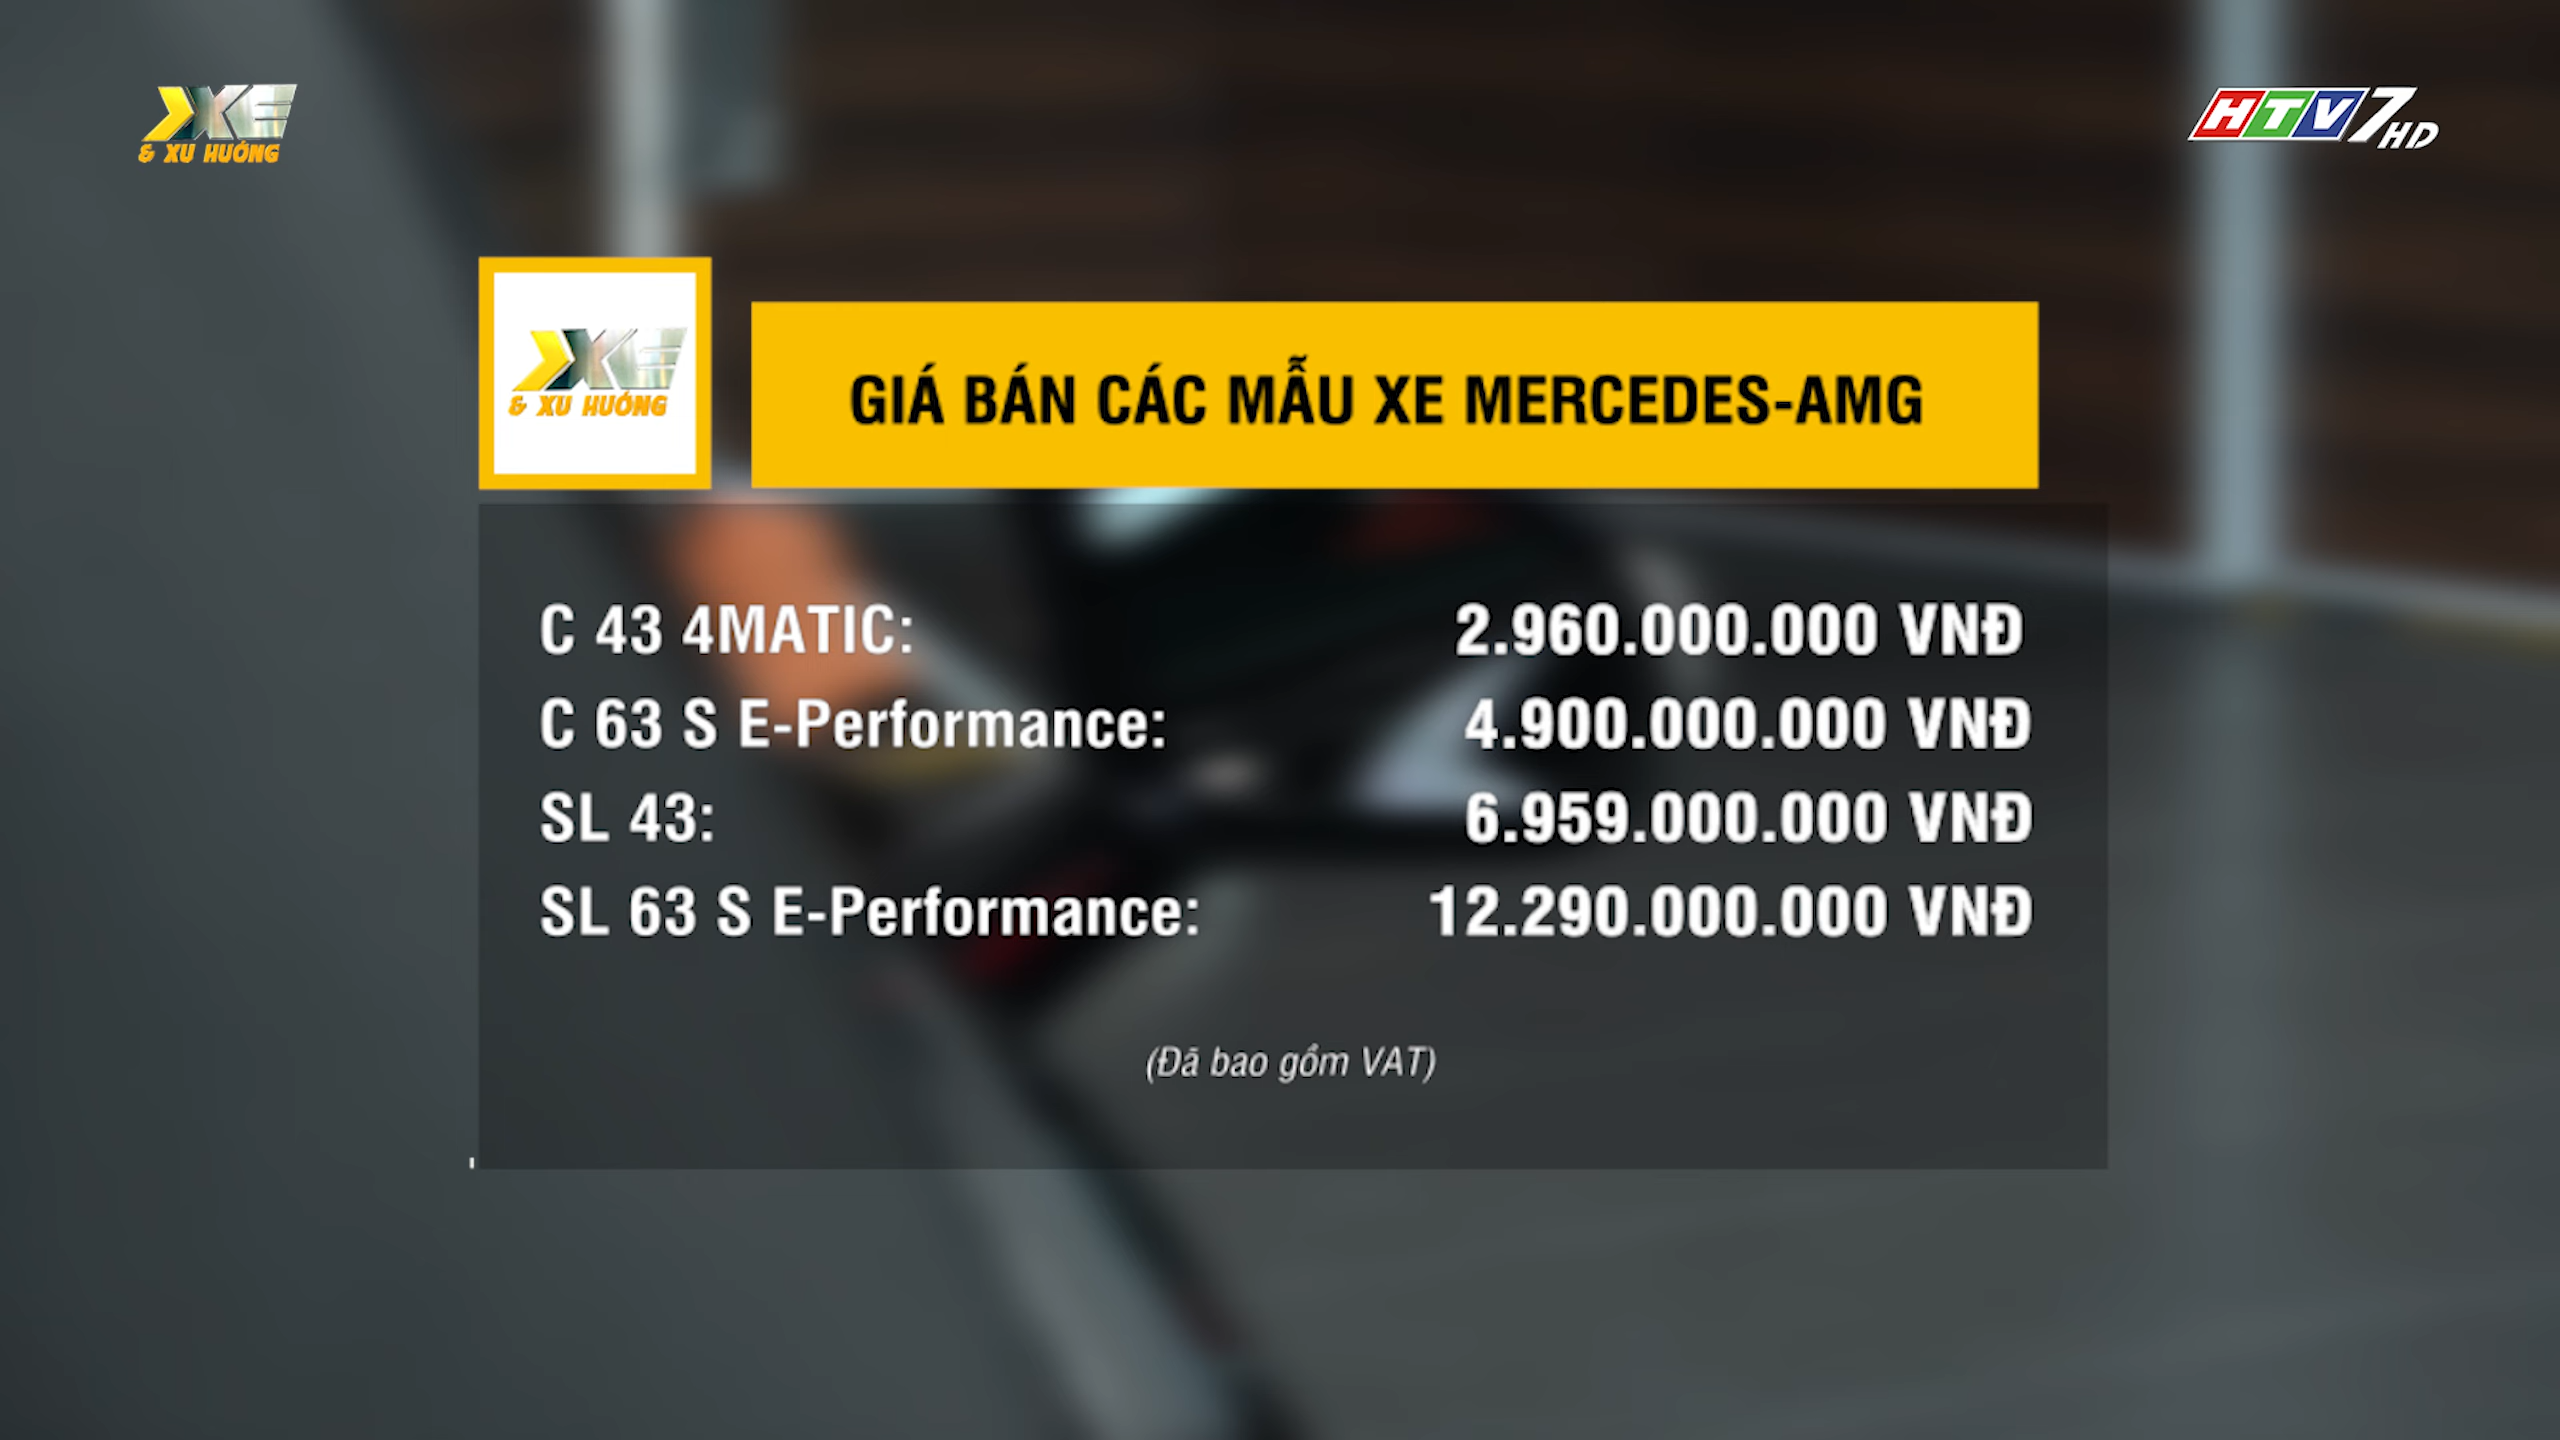 XE
& XU HƯỚNG
HTV7HD
XE
& XU HƯỚNG
GIÁ BÁN CÁC MẪU XE MERCEDES-AMG
C 43 4MATIC: 2.960.000.000 VNĐ
C 63 S E-Performance: 4.900.000.000 VNĐ
SL 43: 6.959.000.000 VNĐ
SL 63 S E-Performance: 12.290.000.000 VNĐ
(Đã bao gồm VAT)